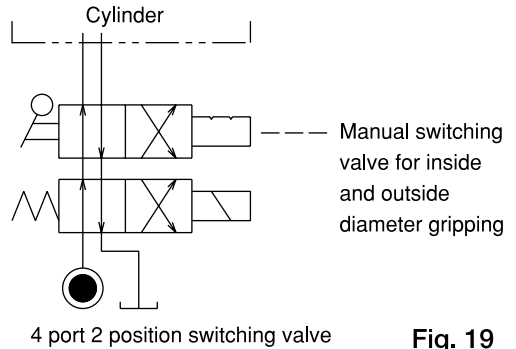 Cylinder
Manual switching
valve for inside
and outside
diameter gripping
4 port 2 position switching valve
Fig. 19